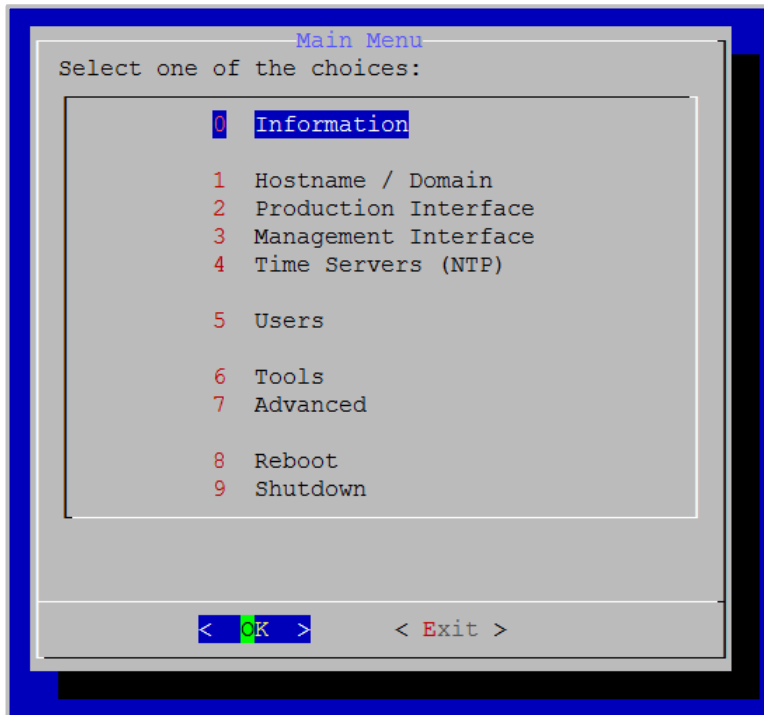 Main Menu
Select one of the choices:
0 Information
1 Hostname / Domain
2 Production Interface
3 Management Interface
4 Time Servers (NTP)
5 Users
6 Tools
7 Advanced
8 Reboot
9 Shutdown
< OK > < Exit >